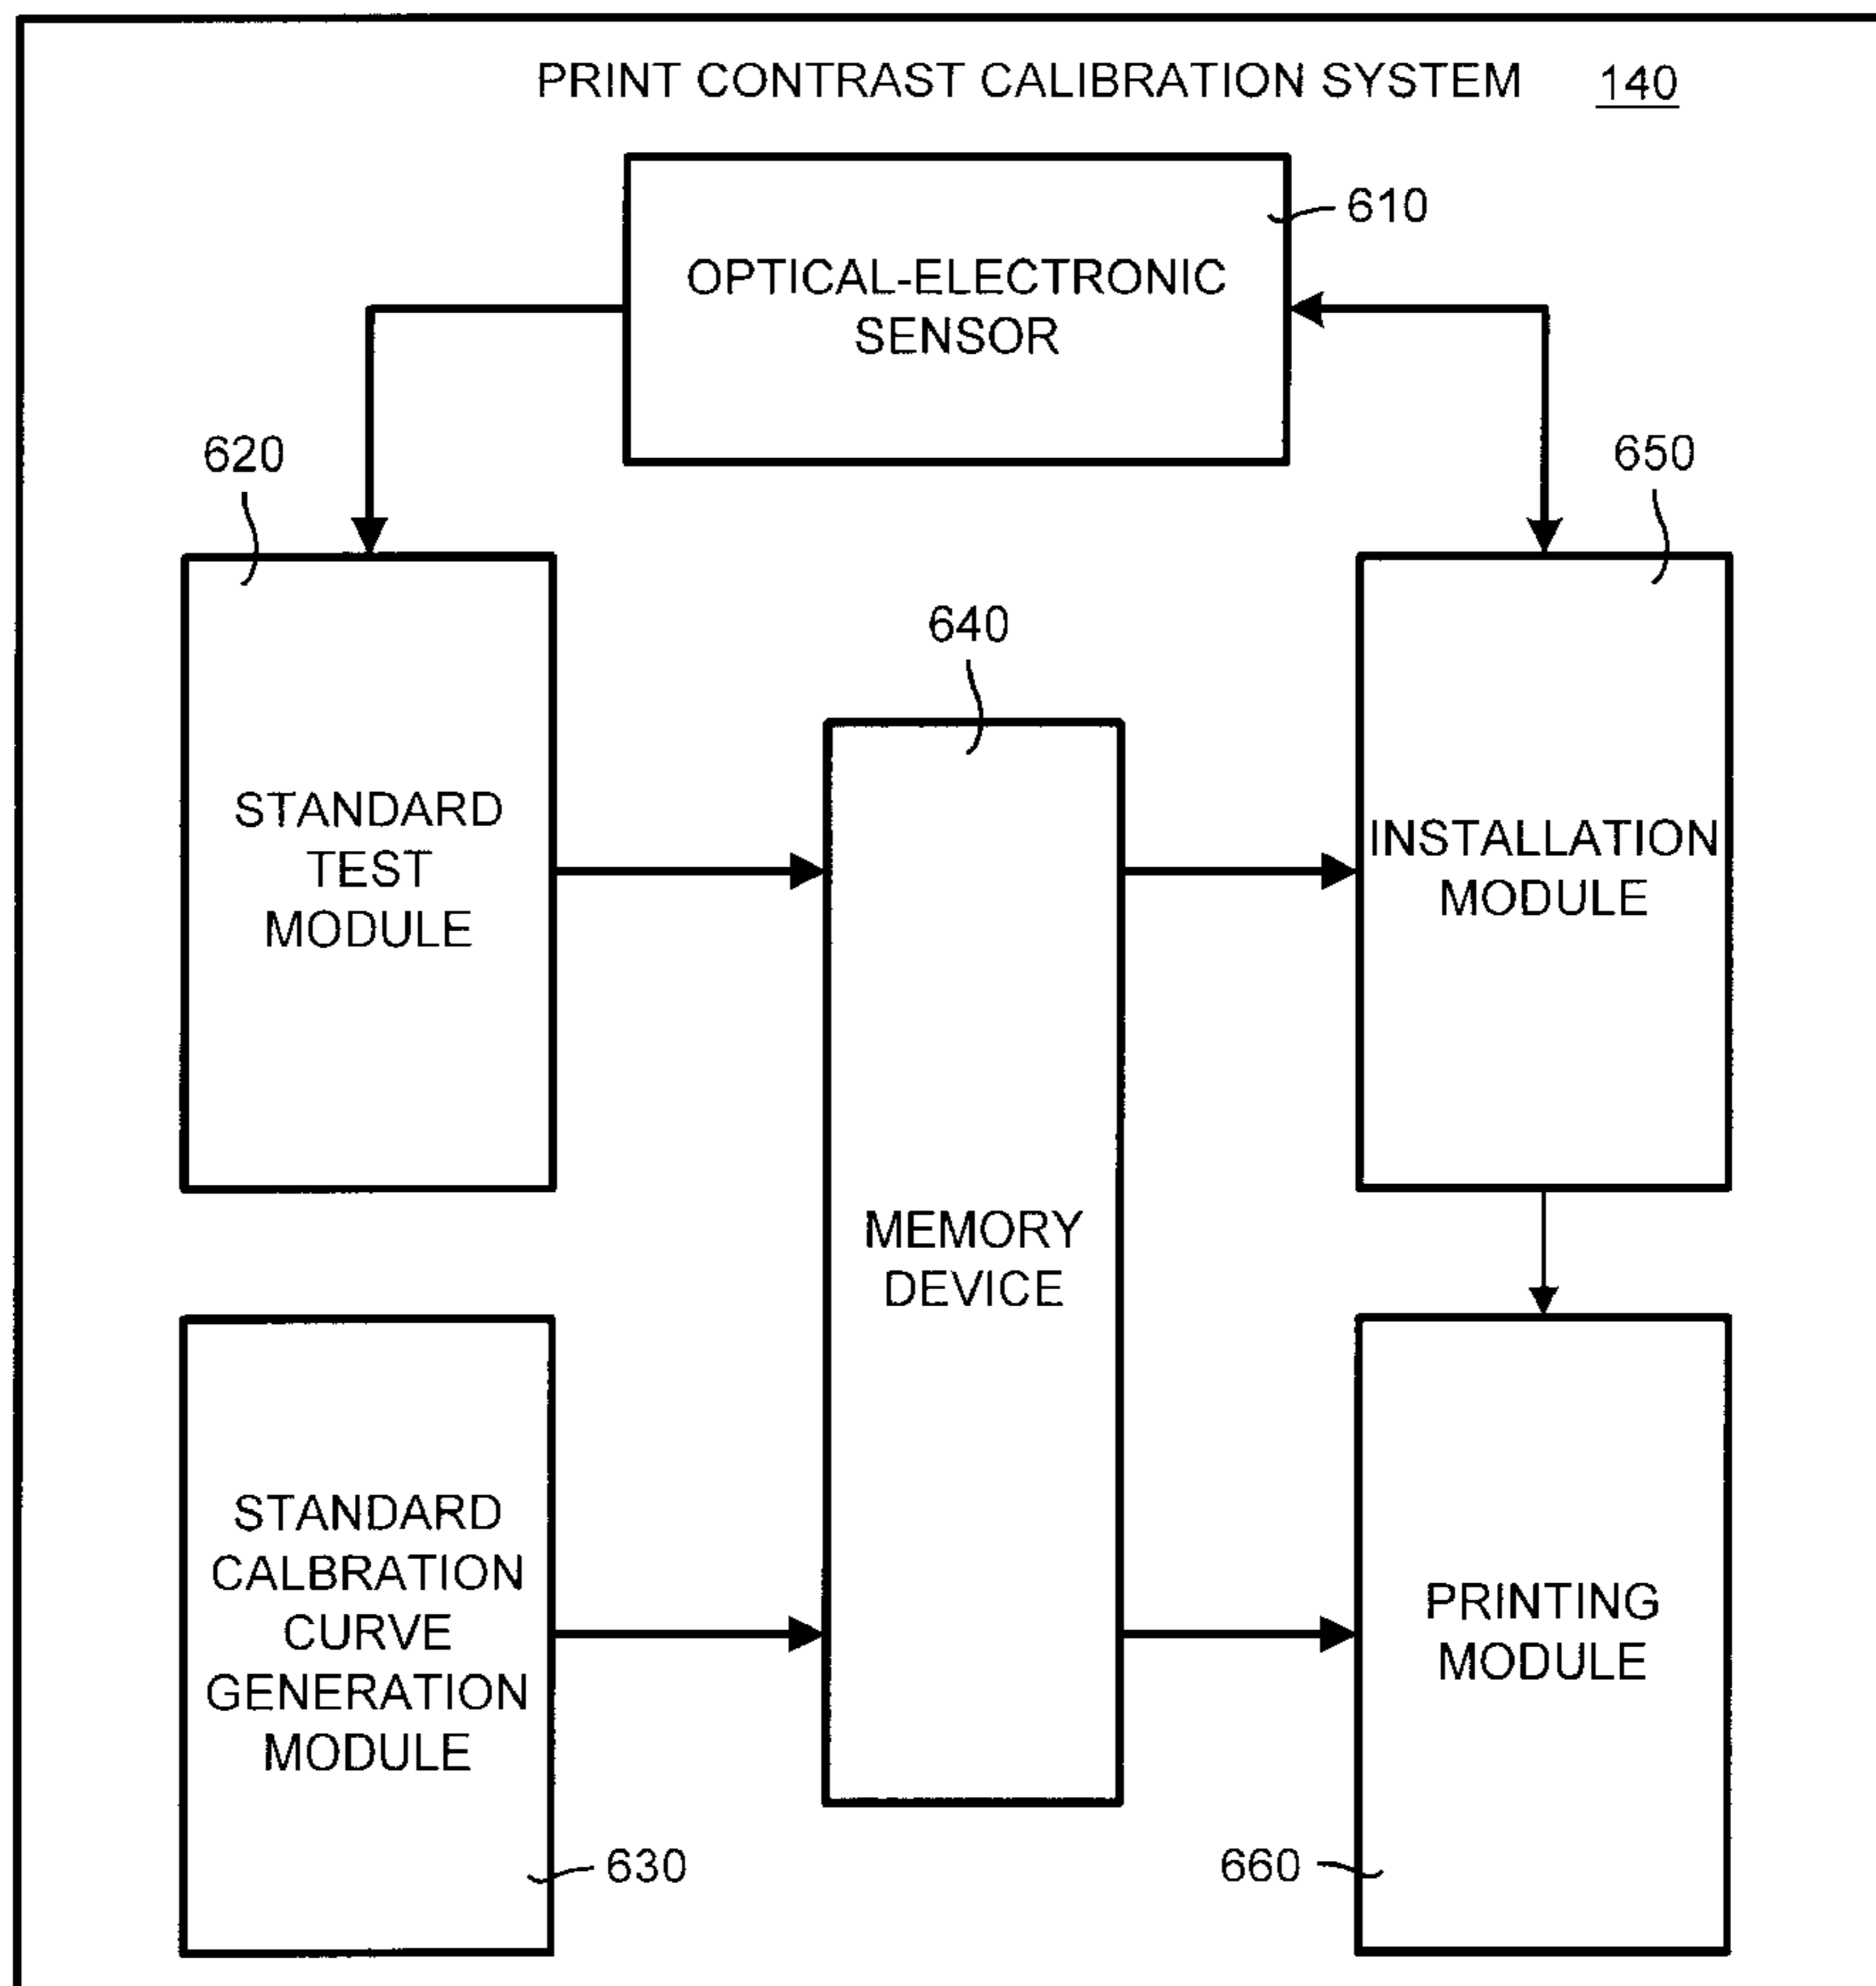 PRINT CONTRAST CALIBRATION SYSTEM 140
610
OPTICAL-ELECTRONIC
SENSOR
620
650
640
STANDARD
TEST
MODULE
INSTALLATION
MODULE
MEMORY
DEVICE
STANDARD
CALBRATION
CURVE
GENERATION
MODULE
PRINTING
MODULE
630
660